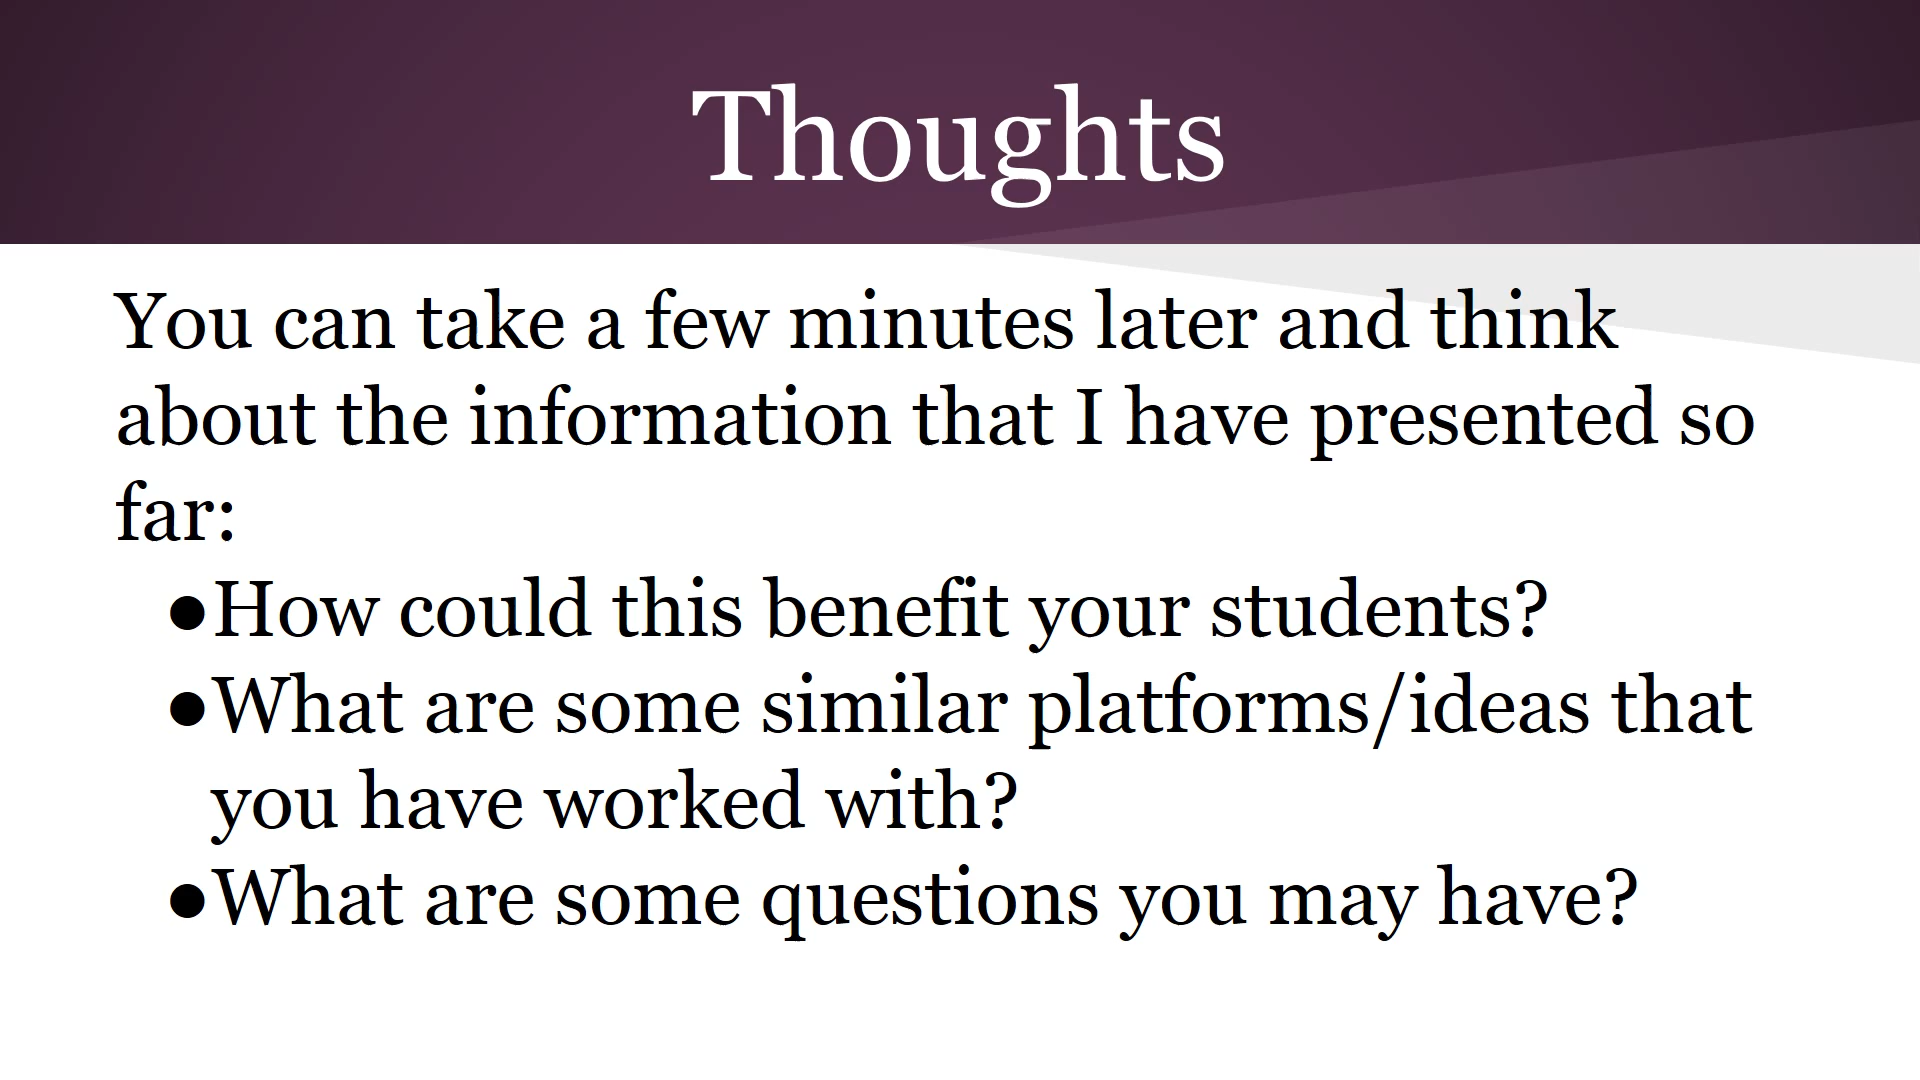 Thoughts
You can take a few minutes later and think
about the information that I have presented so
far:
●How could this benefit your students?
●What are some similar platforms/ideas that
you have worked with?
●What are some questions you may have?